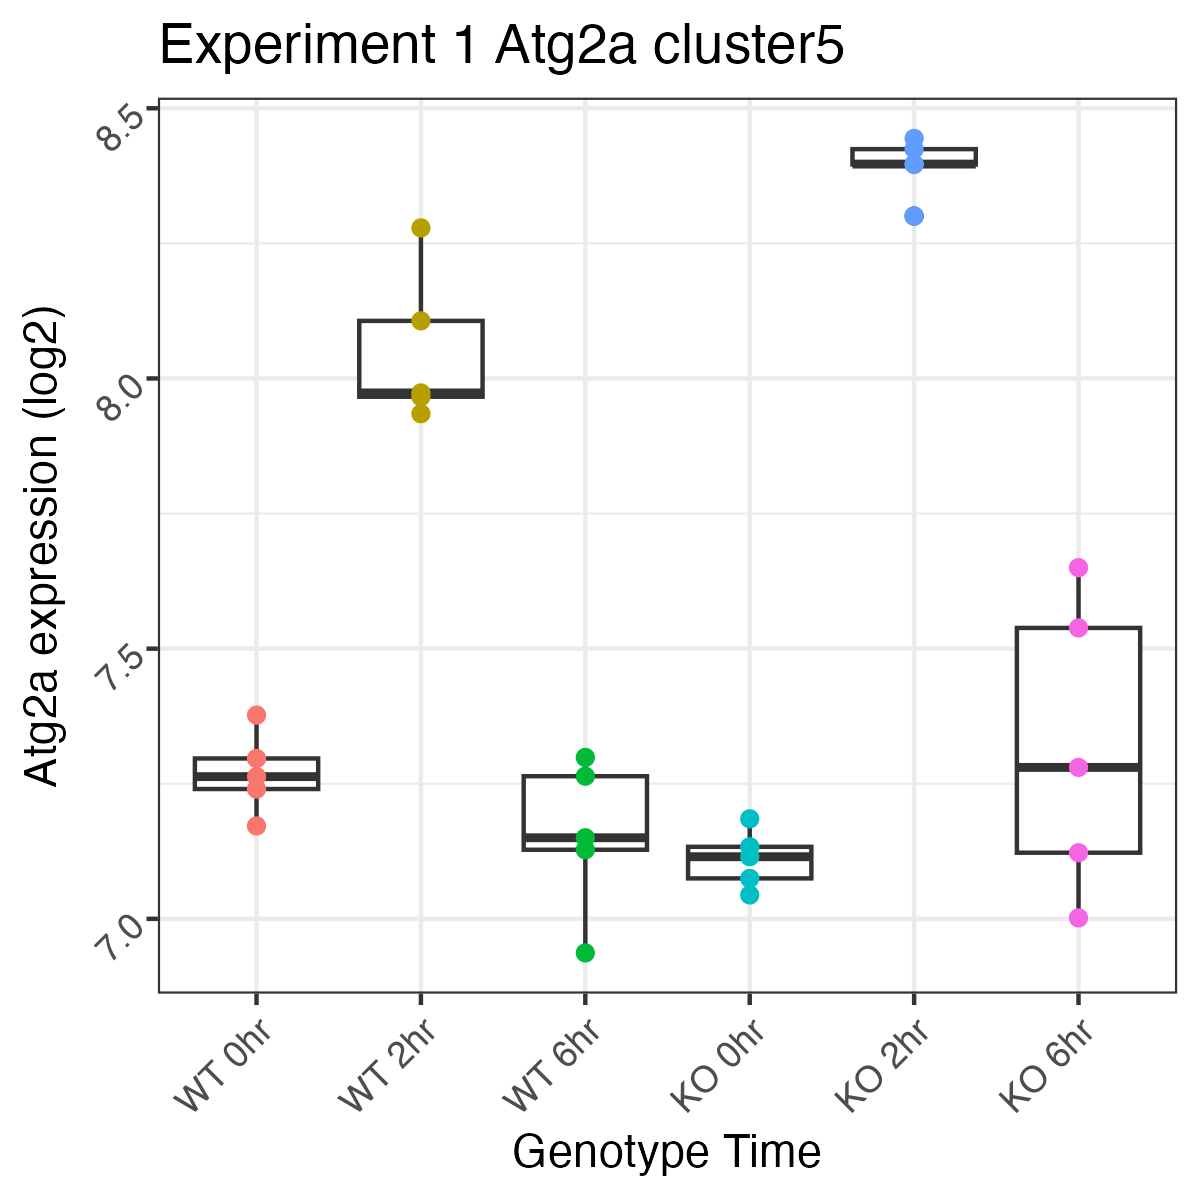 Experiment 1 Atg2a cluster5
Atg2a expression (log2)
8.5
8.0
7.5
7.0
WT 0hr
WT 2hr
WT 6hr
KO 0hr
KO 2hr
KO 6hr
Genotype Time